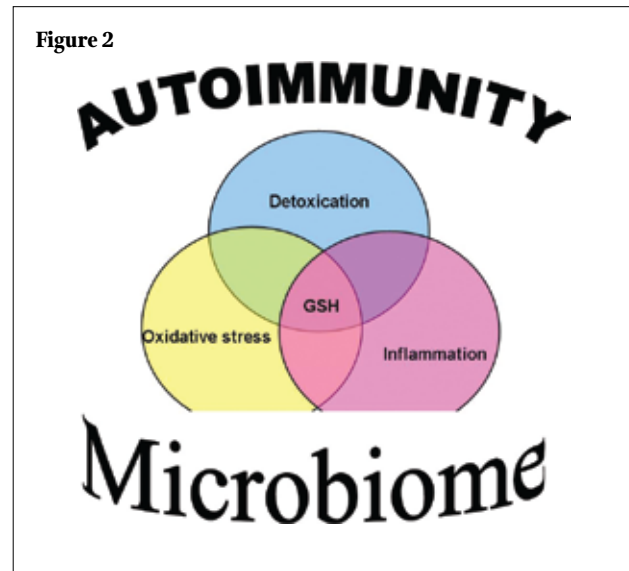 Figure 2
AUTOIMMUNITY
Detoxication
GSH
Oxidative stress
Inflammation
Microbiome